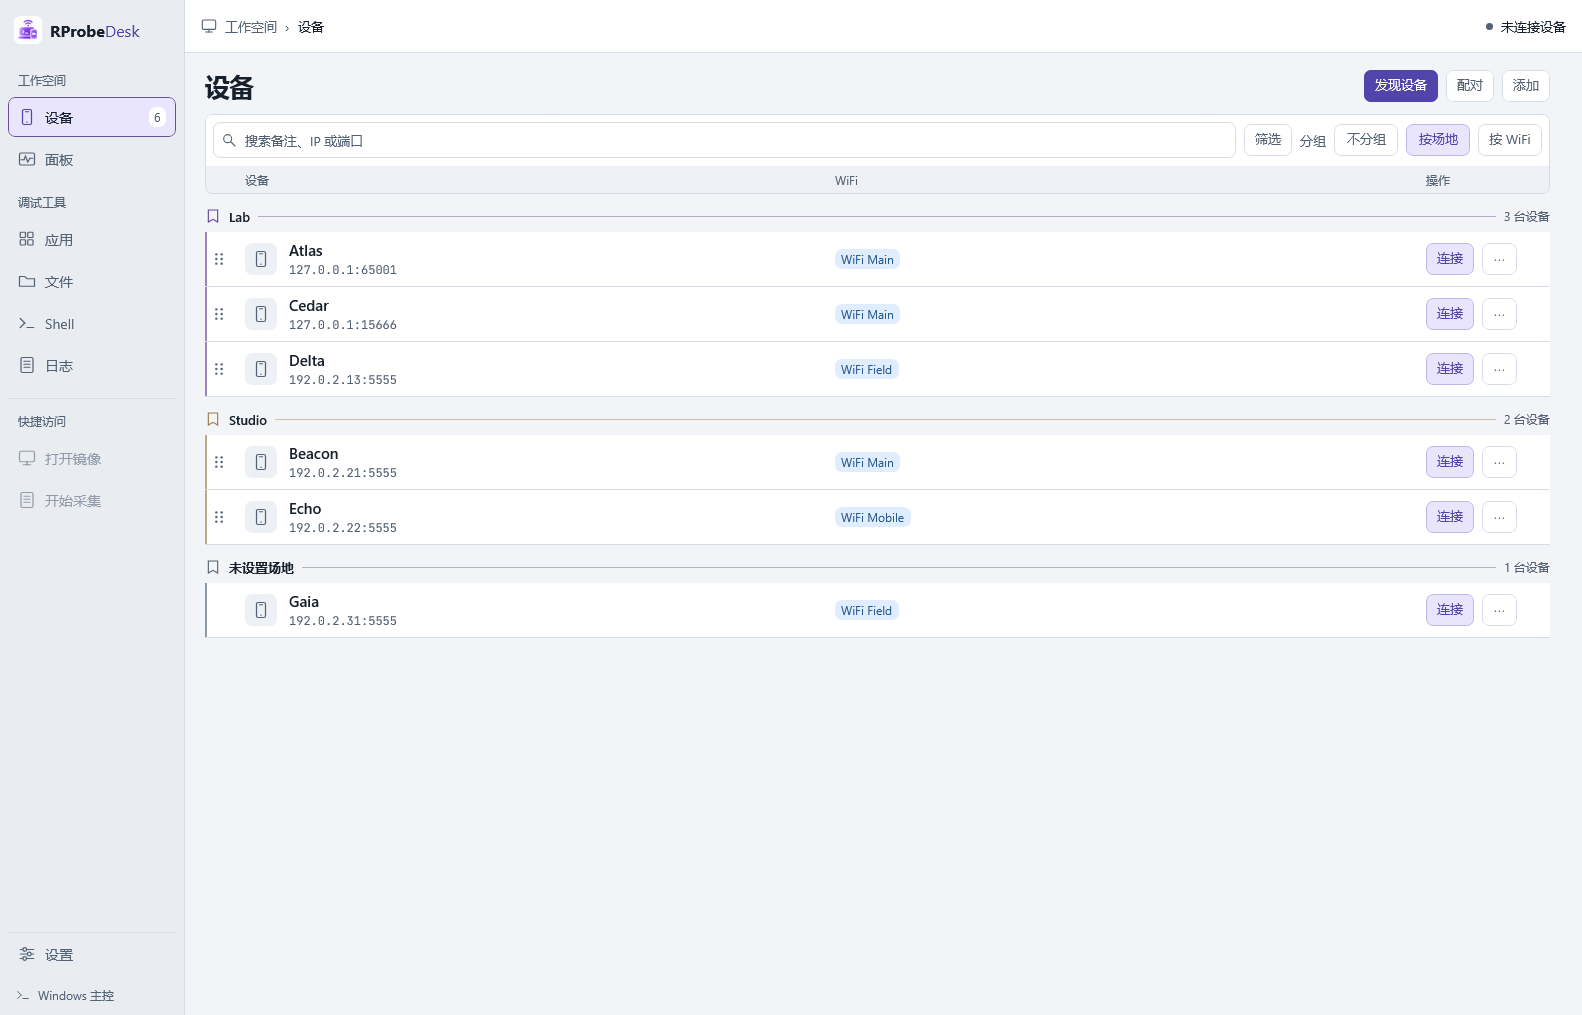 RProbeDesk
工作空间
设备 6
面板
调试工具
应用
文件
Shell
日志
快捷访问
打开镜像
开始采集
设置
Windows 主控
工作空间 › 设备
未连接设备
设备
发现设备 配对 添加
搜索备注、IP 或端口 筛选 分组 不分组 按场地 按 WiFi
设备 WiFi 操作
Lab 3 台设备
Atlas
127.0.0.1:65001
WiFi Main 连接 ...
Cedar
127.0.0.1:15666
WiFi Main 连接 ...
Delta
192.0.2.13:5555
WiFi Field 连接 ...
Studio 2 台设备
Beacon
192.0.2.21:5555
WiFi Main 连接 ...
Echo
192.0.2.22:5555
WiFi Mobile 连接 ...
未设置场地 1 台设备
Gaia
192.0.2.31:5555
WiFi Field 连接 ...